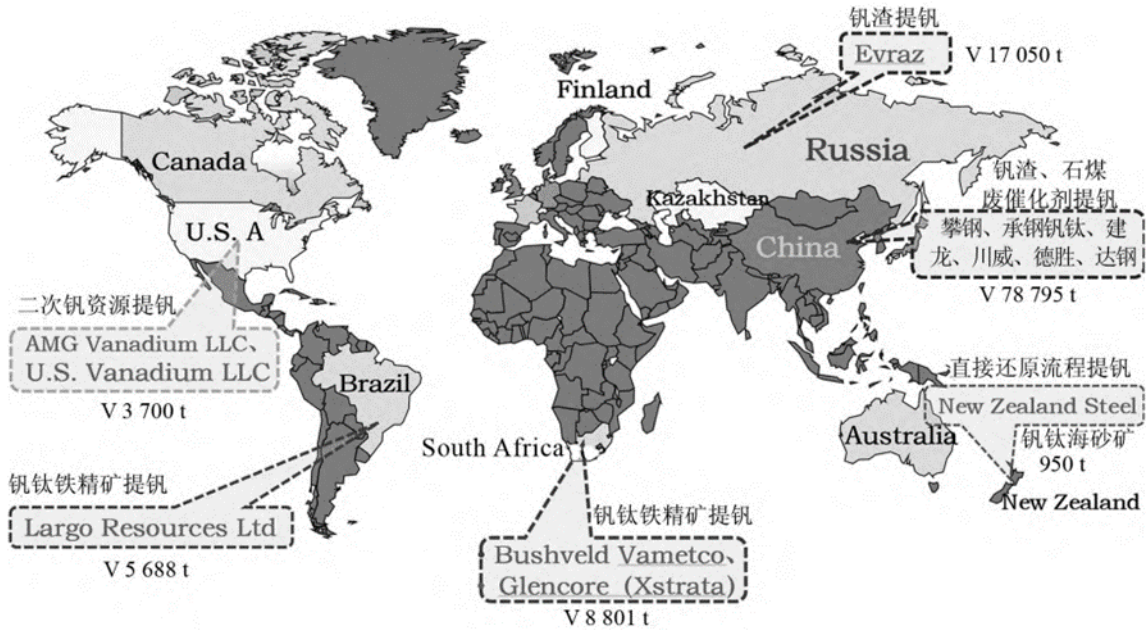 钒渣提钒
Evraz
V 17 050 t
Finland
Canada
Russia
Kazakhstan
钒渣、石煤
废催化剂提钒
U.S. A
China
攀钢、承钢钒钛、建
龙、川威、德胜、达钢
V 78 795 t
二次钒资源提钒
AMG Vanadium LLC、
U.S. Vanadium LLC
V 3 700 t
Brazil
直接还原流程提钒
New Zealand Steel
Australia
钒钛海砂矿
950 t
New Zealand
South Africa
钒钛铁精矿提钒
Largo Resources Ltd
V 5 688 t
钒钛铁精矿提钒
Bushveld Vametco、
Glencore (Xstrata)
V 8 801 t